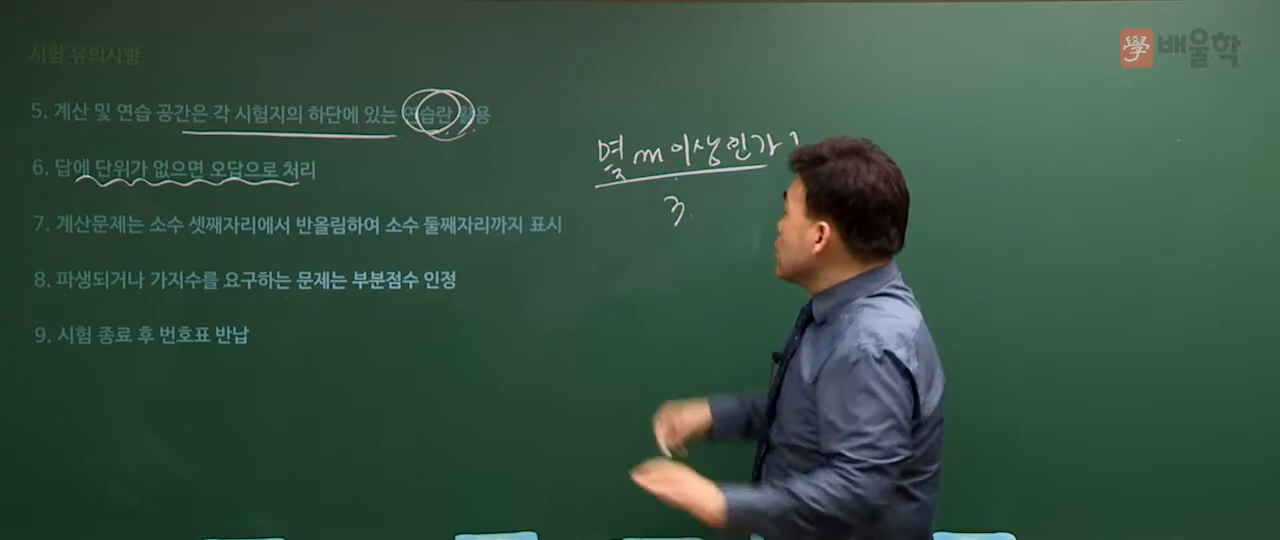 시험 유의사항
學 배울학
5. 계산 및 연습 공간은 각 시험지의 하단에 있는 연습란 활용
6. 답에 단위가 없으면 오답으로 처리
7. 계산문제는 소수 셋째자리에서 반올림하여 소수 둘째자리까지 표시
8. 파생되거나 가지수를 요구하는 문제는 부분점수 인정
9. 시험 종료 후 번호표 반납
몇 m 이상인가?
3